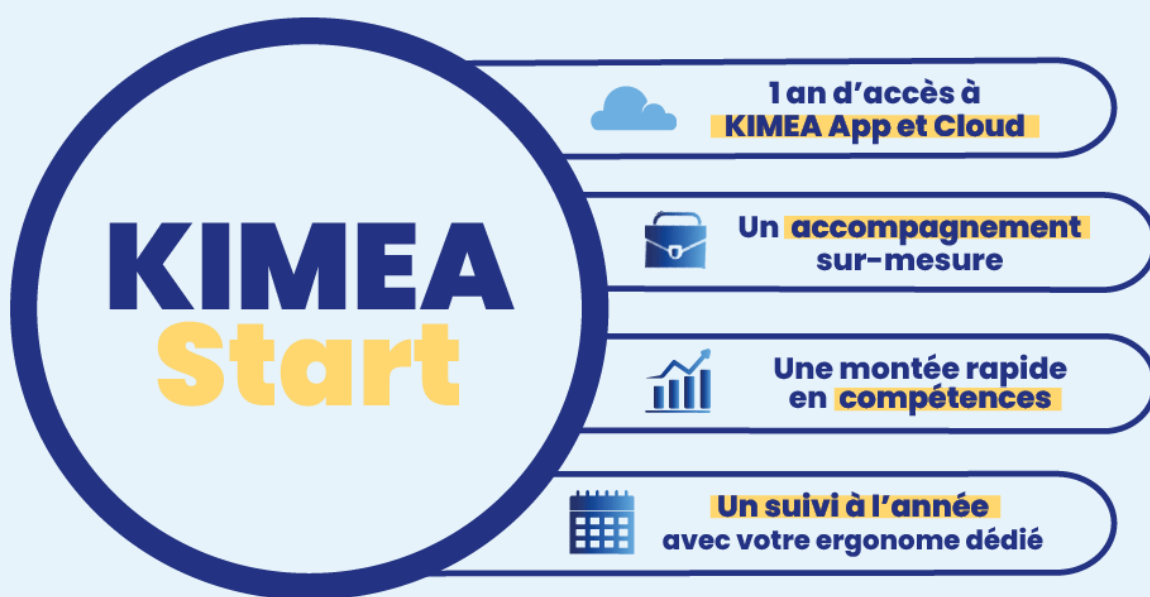 KIMEA
Start
1 an d’accès à
KIMEA App et Cloud
Un accompagnement
sur-mesure
Une montée rapide
en compétences
Un suivi à l’année
avec votre ergonome dédié